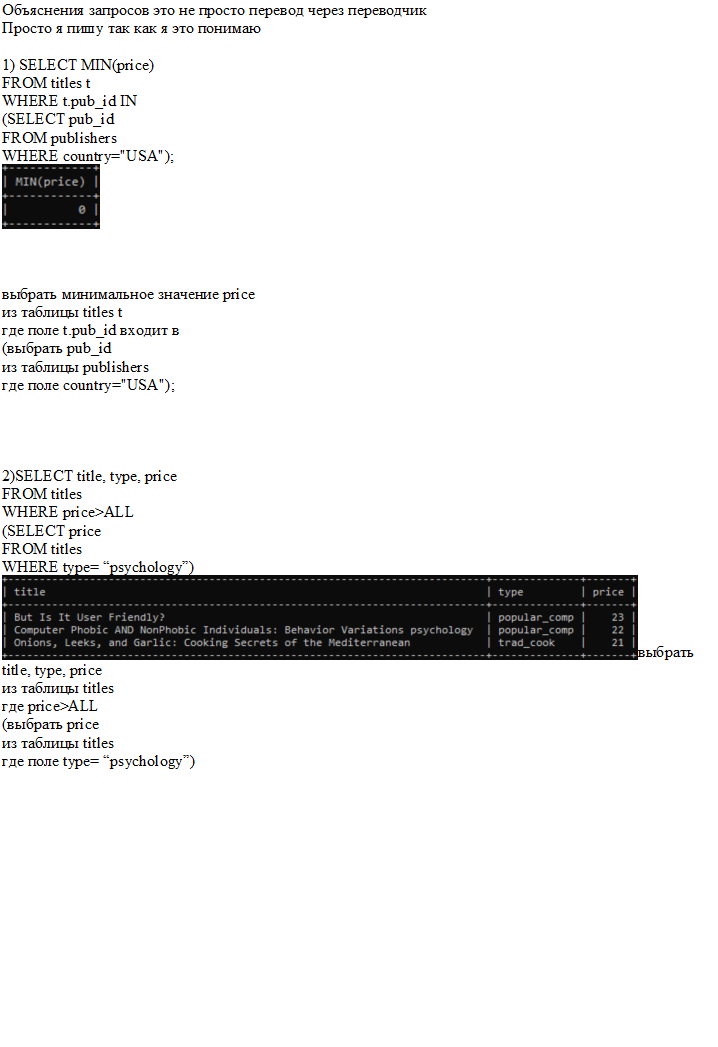 Объяснения запросов это не просто перевод через переводчик
Просто я пишу так как я это понимаю
1) SELECT MIN(price)
FROM titles t
WHERE t.pub_id IN
(SELECT pub_id
FROM publishers
WHERE country="USA");
| MIN(price) |
| 0 |
выбрать минимальное значение price
из таблицы titles t
где поле t.pub_id входит в
(выбрать pub_id
из таблицы publishers
где поле country="USA");
2)SELECT title, type, price
FROM titles
WHERE price>ALL
(SELECT price
FROM titles
WHERE type= “psychology”)
| title | type | price |
| But Is It User Friendly? | popular_comp | 23 |
| Computer Phobic AND NonPhobic Individuals: Behavior Variations psychology | popular_comp | 22 |
| Onions, Leeks, and Garlic: Cooking Secrets of the Mediterranean | trad_cook | 21 |
выбрать
title, type, price
из таблицы titles
где price>ALL
(выбрать price
из таблицы titles
где поле type= “psychology”)